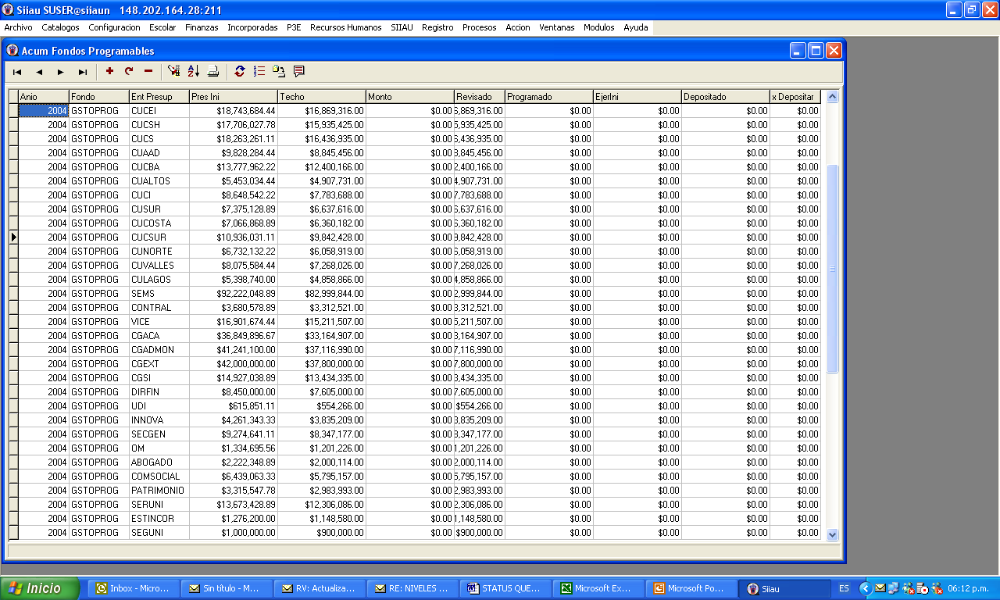 Siiau SUSER@siiaun 148.202.164.28:211
Archivo Catalogos Configuracion Escolar Finanzas Incorporadas P3E Recursos Humanos SIIAU Registro Procesos Accion Ventanas Modulos Ayuda
Acum Fondos Programables
Anio Fondo Ent Presup Pres Ini Techo Monto Revisado Programado EjerIni Depositado x Depositar
2004 GSTOPROG CUCEI $18,743,684.44 $16,869,316.00 $0.00 6,869,316.00 $0.00 $0.00 $0.00 $0.00
2004 GSTOPROG CUCSH $17,706,027.78 $15,935,425.00 $0.00 5,935,425.00 $0.00 $0.00 $0.00 $0.00
2004 GSTOPROG CUCS $18,263,261.11 $16,436,935.00 $0.00 6,436,935.00 $0.00 $0.00 $0.00 $0.00
2004 GSTOPROG CUAAD $9,828,284.44 $8,845,456.00 $0.00 8,845,456.00 $0.00 $0.00 $0.00 $0.00
2004 GSTOPROG CUCBA $13,777,962.22 $12,400,166.00 $0.00 2,400,166.00 $0.00 $0.00 $0.00 $0.00
2004 GSTOPROG CUALTOS $5,453,034.44 $4,907,731.00 $0.00 4,907,731.00 $0.00 $0.00 $0.00 $0.00
2004 GSTOPROG CUCI $8,648,542.22 $7,783,688.00 $0.00 7,783,688.00 $0.00 $0.00 $0.00 $0.00
2004 GSTOPROG CUSUR $7,375,128.89 $6,637,616.00 $0.00 6,637,616.00 $0.00 $0.00 $0.00 $0.00
2004 GSTOPROG CUCOSTA $7,066,868.89 $6,360,182.00 $0.00 6,360,182.00 $0.00 $0.00 $0.00 $0.00
2004 GSTOPROG CUCSUR $10,936,031.11 $9,842,428.00 $0.00 9,842,428.00 $0.00 $0.00 $0.00 $0.00
2004 GSTOPROG CUNORTE $6,732,132.22 $6,058,919.00 $0.00 6,058,919.00 $0.00 $0.00 $0.00 $0.00
2004 GSTOPROG CUVALLES $8,075,584.44 $7,268,026.00 $0.00 7,268,026.00 $0.00 $0.00 $0.00 $0.00
2004 GSTOPROG CULAGOS $5,398,740.00 $4,858,866.00 $0.00 4,858,866.00 $0.00 $0.00 $0.00 $0.00
2004 GSTOPROG SEMS $92,222,048.89 $82,999,844.00 $0.00 2,999,844.00 $0.00 $0.00 $0.00 $0.00
2004 GSTOPROG CONTRAL $3,680,578.89 $3,312,521.00 $0.00 3,312,521.00 $0.00 $0.00 $0.00 $0.00
2004 GSTOPROG VICE $16,901,674.44 $15,211,507.00 $0.00 5,211,507.00 $0.00 $0.00 $0.00 $0.00
2004 GSTOPROG CGACA $36,849,896.67 $33,164,907.00 $0.00 3,164,907.00 $0.00 $0.00 $0.00 $0.00
2004 GSTOPROG CGADMON $41,241,100.00 $37,116,990.00 $0.00 7,116,990.00 $0.00 $0.00 $0.00 $0.00
2004 GSTOPROG CGEXT $42,000,000.00 $37,800,000.00 $0.00 7,800,000.00 $0.00 $0.00 $0.00 $0.00
2004 GSTOPROG CGSI $14,927,038.89 $13,434,335.00 $0.00 3,434,335.00 $0.00 $0.00 $0.00 $0.00
2004 GSTOPROG DIRFIN $8,450,000.00 $7,605,000.00 $0.00 7,605,000.00 $0.00 $0.00 $0.00 $0.00
2004 GSTOPROG UDI $615,851.11 $554,266.00 $0.00 $554,266.00 $0.00 $0.00 $0.00 $0.00
2004 GSTOPROG INNOVA $4,261,343.33 $3,835,209.00 $0.00 3,835,209.00 $0.00 $0.00 $0.00 $0.00
2004 GSTOPROG SECGEN $9,274,641.11 $8,347,177.00 $0.00 8,347,177.00 $0.00 $0.00 $0.00 $0.00
2004 GSTOPROG OM $1,334,695.56 $1,201,226.00 $0.00 1,201,226.00 $0.00 $0.00 $0.00 $0.00
2004 GSTOPROG ABOGADO $2,222,348.89 $2,000,114.00 $0.00 2,000,114.00 $0.00 $0.00 $0.00 $0.00
2004 GSTOPROG COMSOCIAL $6,439,063.33 $5,795,157.00 $0.00 5,795,157.00 $0.00 $0.00 $0.00 $0.00
2004 GSTOPROG PATRIMONIO $3,315,547.78 $2,983,993.00 $0.00 2,983,993.00 $0.00 $0.00 $0.00 $0.00
2004 GSTOPROG SERUNI $13,673,428.89 $12,306,086.00 $0.00 2,306,086.00 $0.00 $0.00 $0.00 $0.00
2004 GSTOPROG ESTINCOR $1,276,200.00 $1,148,580.00 $0.00 1,148,580.00 $0.00 $0.00 $0.00 $0.00
2004 GSTOPROG SEGUNI $1,000,000.00 $900,000.00 $0.00 $900,000.00 $0.00 $0.00 $0.00 $0.00
Inicio Inbox - Micro... Sin título - M... RV: Actualiza... RE: NIVELES ... STATUS QUE... Microsoft Ex... Microsoft Po... Siiau ES 06:12 p.m.